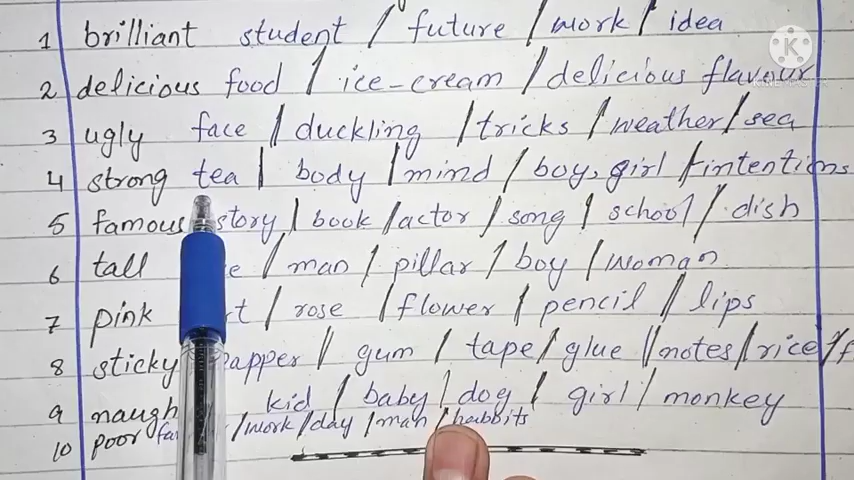 1 brilliant student / future / work / idea
2 delicious food / ice-cream / delicious flavour
3 ugly face / duckling / tricks / weather / sea
4 strong tea / body / mind / boy, girl / intentions
5 famous story / book / actor / song / school / dish
6 tall / man / pillar / boy / woman
7 pink / rose / flower / pencil / lips
8 sticky / gum / tape / glue / notes / rice /
9 kid / baby / dog / girl / monkey
10 poor / work / day / man / habbits